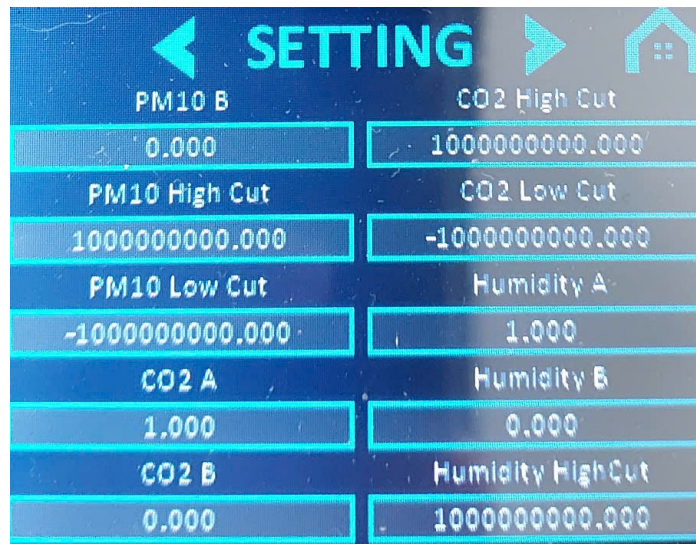 SETTING
PM10 B
0.000
PM10 High Cut
1000000000.000
PM10 Low Cut
-1000000000.000
CO2 A
1.000
CO2 B
0.000
CO2 High Cut
1000000000.000
CO2 Low Cut
-1000000000.000
Humidity A
1.000
Humidity B
0.000
Humidity HighCut
1000000000.000